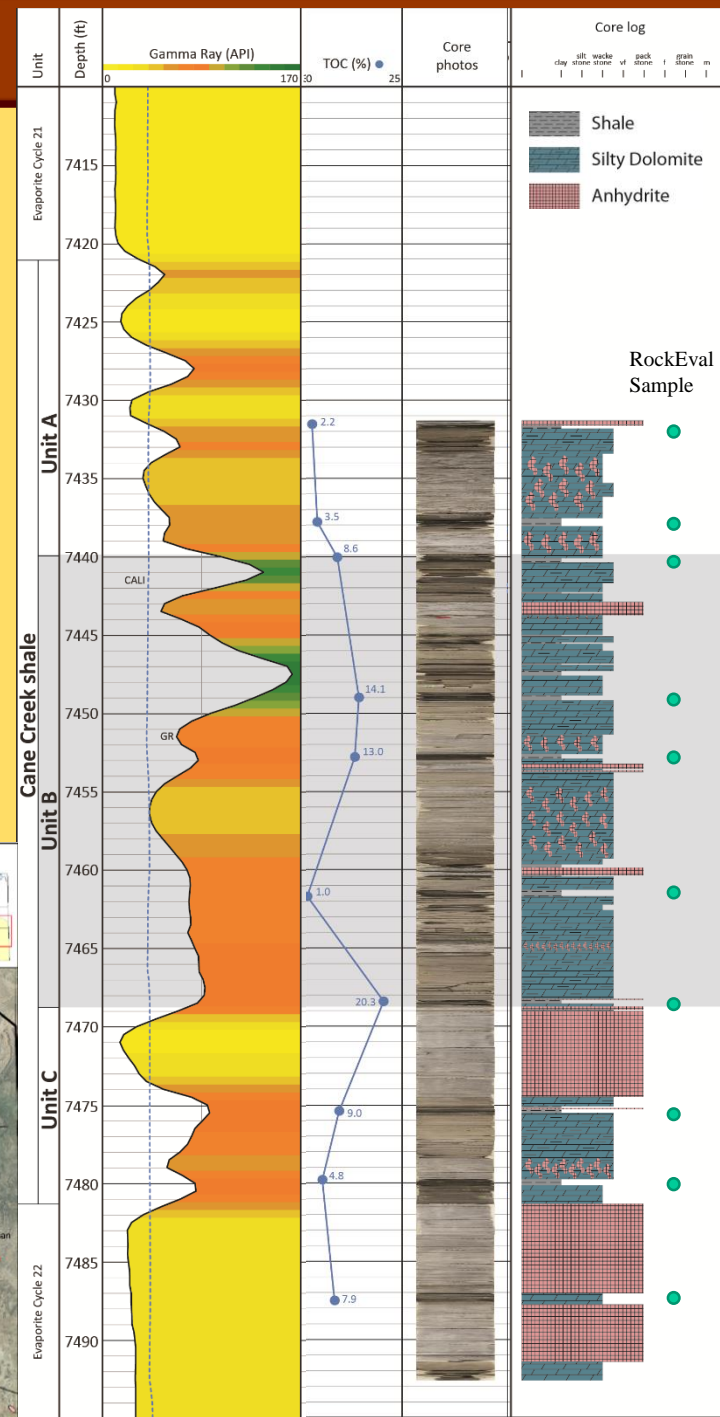 Unit
Depth (ft)
Gamma Ray (API)
0
170
TOC (%)
25
Core
photos
Core log
clay
silt
stone
wacke
stone
vf
pack
stone
f
grain
stone
m
Shale
Silty Dolomite
Anhydrite
RockEval
Sample
Evaporite Cycle 21
Cane Creek shale
Unit A
Unit B
Unit C
Evaporite Cycle 22
7415
7420
7425
7430
7435
7440
7445
7450
7455
7460
7465
7470
7475
7480
7485
7490
CALI
GR
2.2
3.5
8.6
14.1
13.0
1.0
20.3
9.0
4.8
7.9